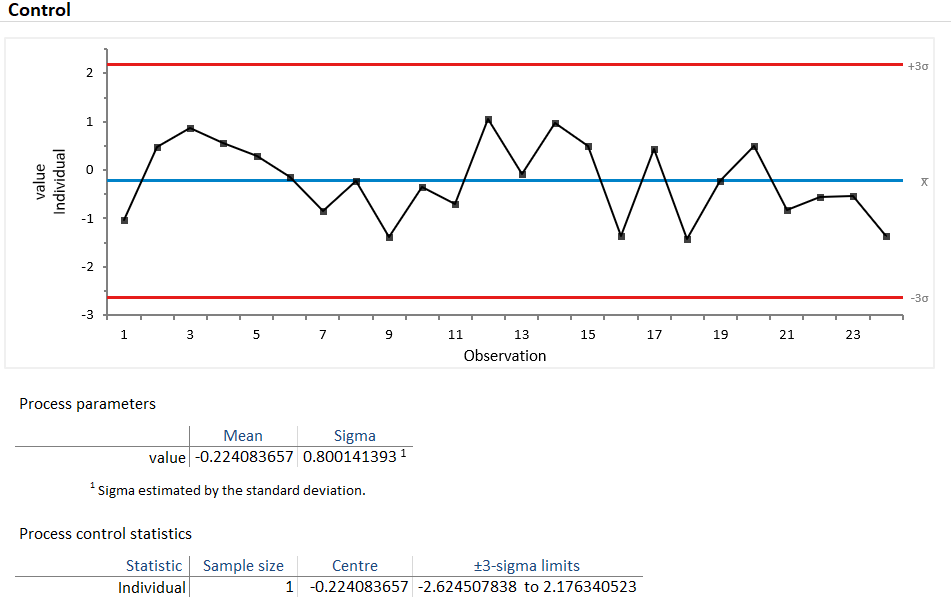 Control
+3σ
2
1
value
Individual
0
X̅
-1
-2
-3σ
-3
1 3 5 7 9 11 13 15 17 19 21 23
Observation
Process parameters
Mean Sigma
value -0.224083657 0.800141393 ¹
¹ Sigma estimated by the standard deviation.
Process control statistics
Statistic Sample size Centre ±3-sigma limits
Individual 1 -0.224083657 -2.624507838 to 2.176340523